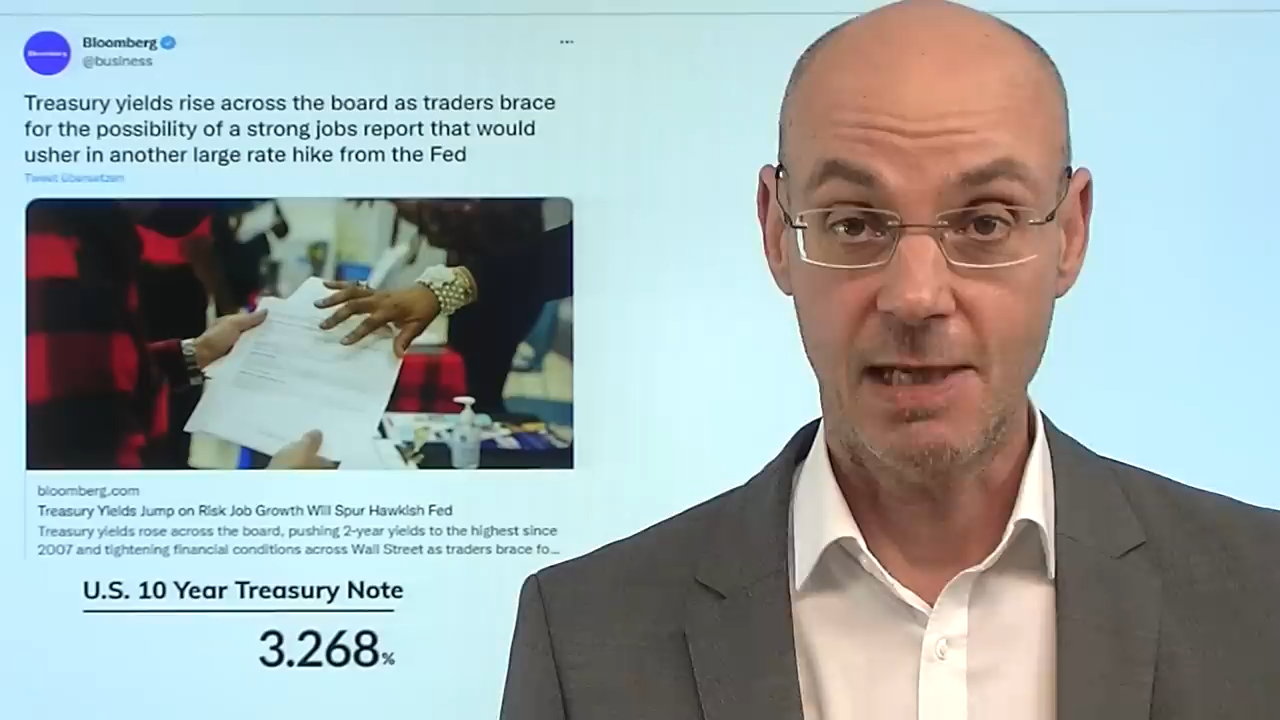 Bloomberg
@business
Treasury yields rise across the board as traders brace
for the possibility of a strong jobs report that would
usher in another large rate hike from the Fed
Tweet übersetzen
bloomberg.com
Treasury Yields Jump on Risk Job Growth Will Spur Hawkish Fed
Treasury yields rose across the board, pushing 2-year yields to the highest since
2007 and tightening financial conditions across Wall Street as traders brace fo...
U.S. 10 Year Treasury Note
3.268%